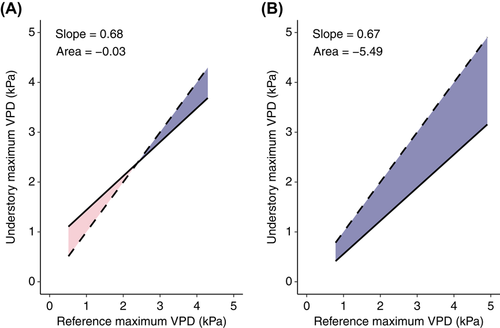 (A)
Slope = 0.68
Area = −0.03
Understory maximum VPD (kPa)
5
4
3
2
1
0
0 1 2 3 4 5
Reference maximum VPD (kPa)
(B)
Slope = 0.67
Area = −5.49
Understory maximum VPD (kPa)
5
4
3
2
1
0
0 1 2 3 4 5
Reference maximum VPD (kPa)